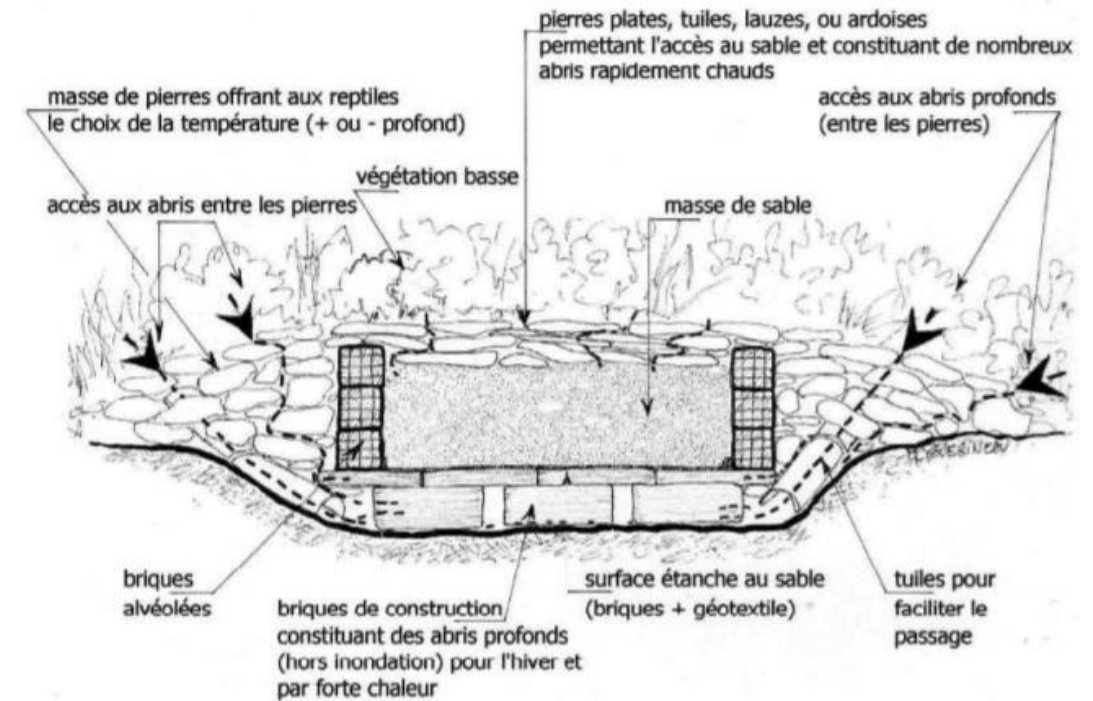 pierres plates, tuiles, lauzes, ou ardoises
permettant l'accès au sable et constituant de nombreux
abris rapidement chauds
masse de pierres offrant aux reptiles
le choix de la température (+ ou - profond)
accès aux abris profonds
(entre les pierres)
végétation basse
accès aux abris entre les pierres
masse de sable
briques
alvéolées
briques de construction
constituant des abris profonds
(hors inondation) pour l'hiver et
par forte chaleur
surface étanche au sable
(briques + géotextile)
tuiles pour
faciliter le
passage